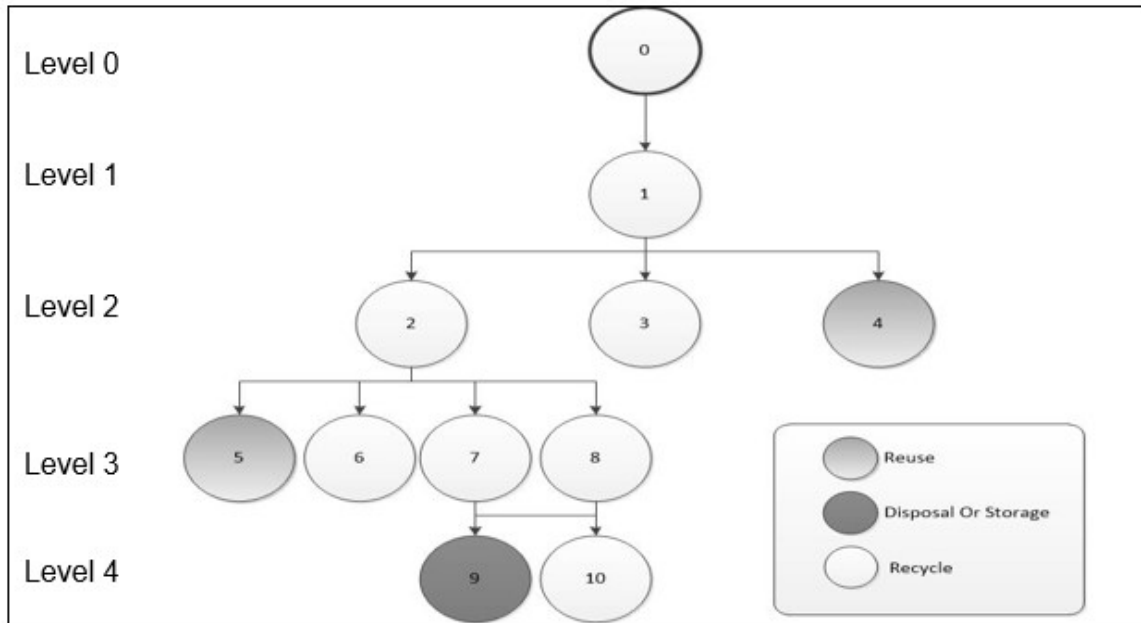 Level 0
0
Level 1
1
Level 2
2 3 4
Level 3
5 6 7 8
Level 4
9 10
Reuse
Disposal Or Storage
Recycle